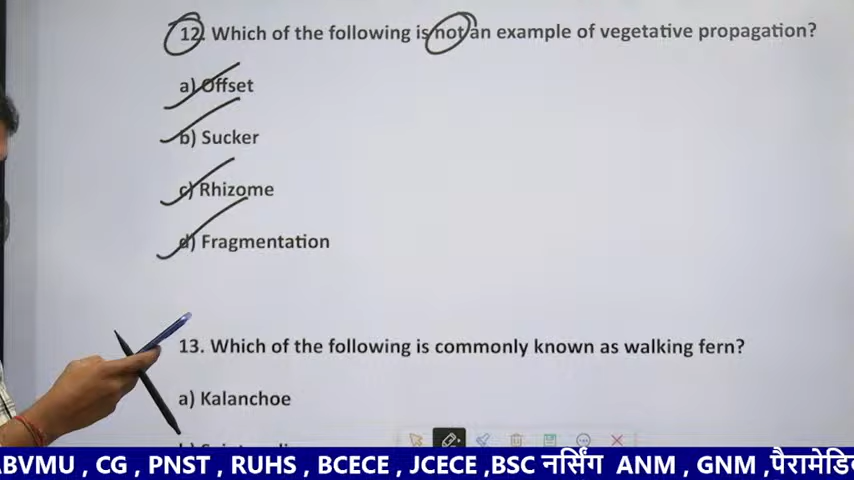 12. Which of the following is not an example of vegetative propagation?
a) Offset
b) Sucker
c) Rhizome
d) Fragmentation
13. Which of the following is commonly known as walking fern?
a) Kalanchoe
ABVMU , CG , PNST , RUHS , BCECE , JCECE ,BSC नर्सिंग ANM , GNM ,पैरामेडि